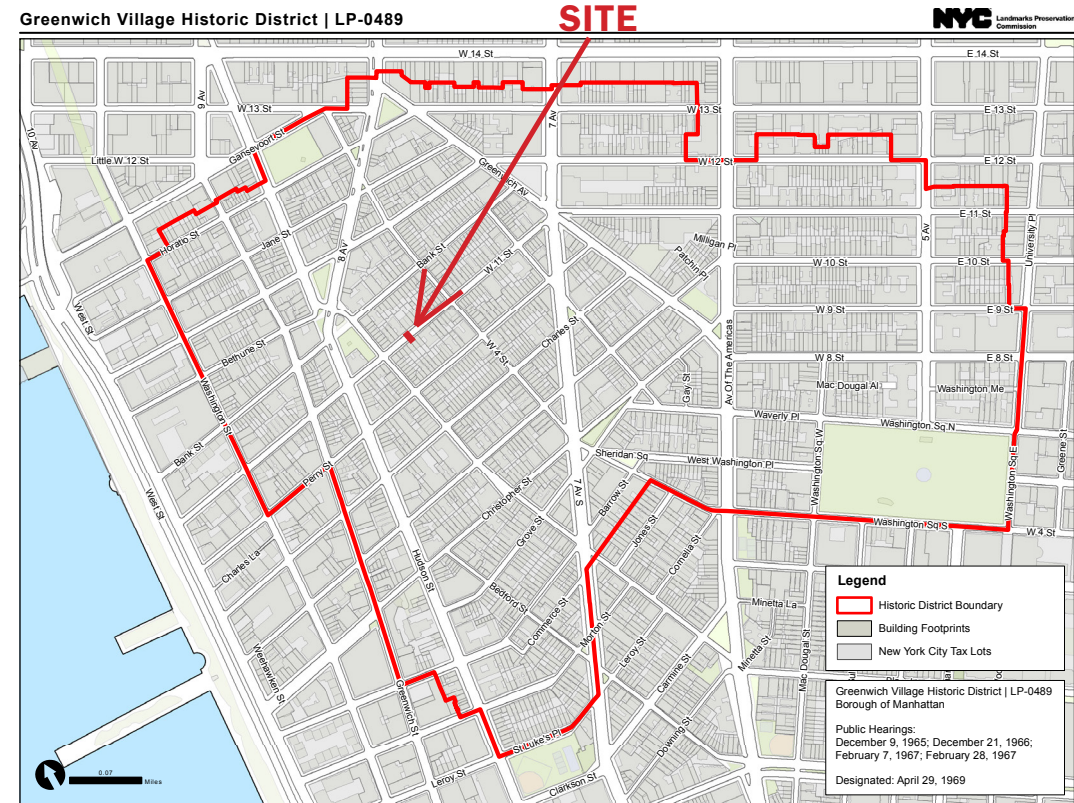 Greenwich Village Historic District | LP-0489
SITE
NYC
Landmarks Preservation
Commission
W 14 St
E 14 St
10 Av
9 Av
W 13 St
7 Av
W 13 St
E 13 St
Gansevoort St
Little W 12 St
Greenwich Av
W 12 St
E 12 St
Horatio St
Jane St
8 Av
Bank St
W 11 St
Milligan Pl
Patchin Pl
5 Av
E 11 St
University Pl
W 10 St
E 10 St
West St
Bethune St
W 4 St
Charles St
W 9 St
E 9 St
Av Of The Americas
W 8 St
E 8 St
Gay St
Mac Dougal Al
Washington Me
Washington St
Waverly Pl
Washington Sq N
Bank St
Sheridan Sq
West Washington Pl
Washington Sq W
Washington Sq E
Greene St
Perry St
West St
Christopher St
7 Av S
Barrow St
Jones St
Washington Sq S
W 4 St
Grove St
Cornelia St
Charles La
Hudson St
Bedford St
Commerce St
Morton St
Leroy St
Minetta La
Minetta St
Mac Dougal St
Weehawken St
Carmine St
Greenwich St
St Luke's Pl
Downing St
Leroy St
Clarkson St
Legend
Historic District Boundary
Building Footprints
New York City Tax Lots
Greenwich Village Historic District | LP-0489
Borough of Manhattan
Public Hearings:
December 9, 1965; December 21, 1966;
February 7, 1967; February 28, 1967
Designated: April 29, 1969
0.07
Miles